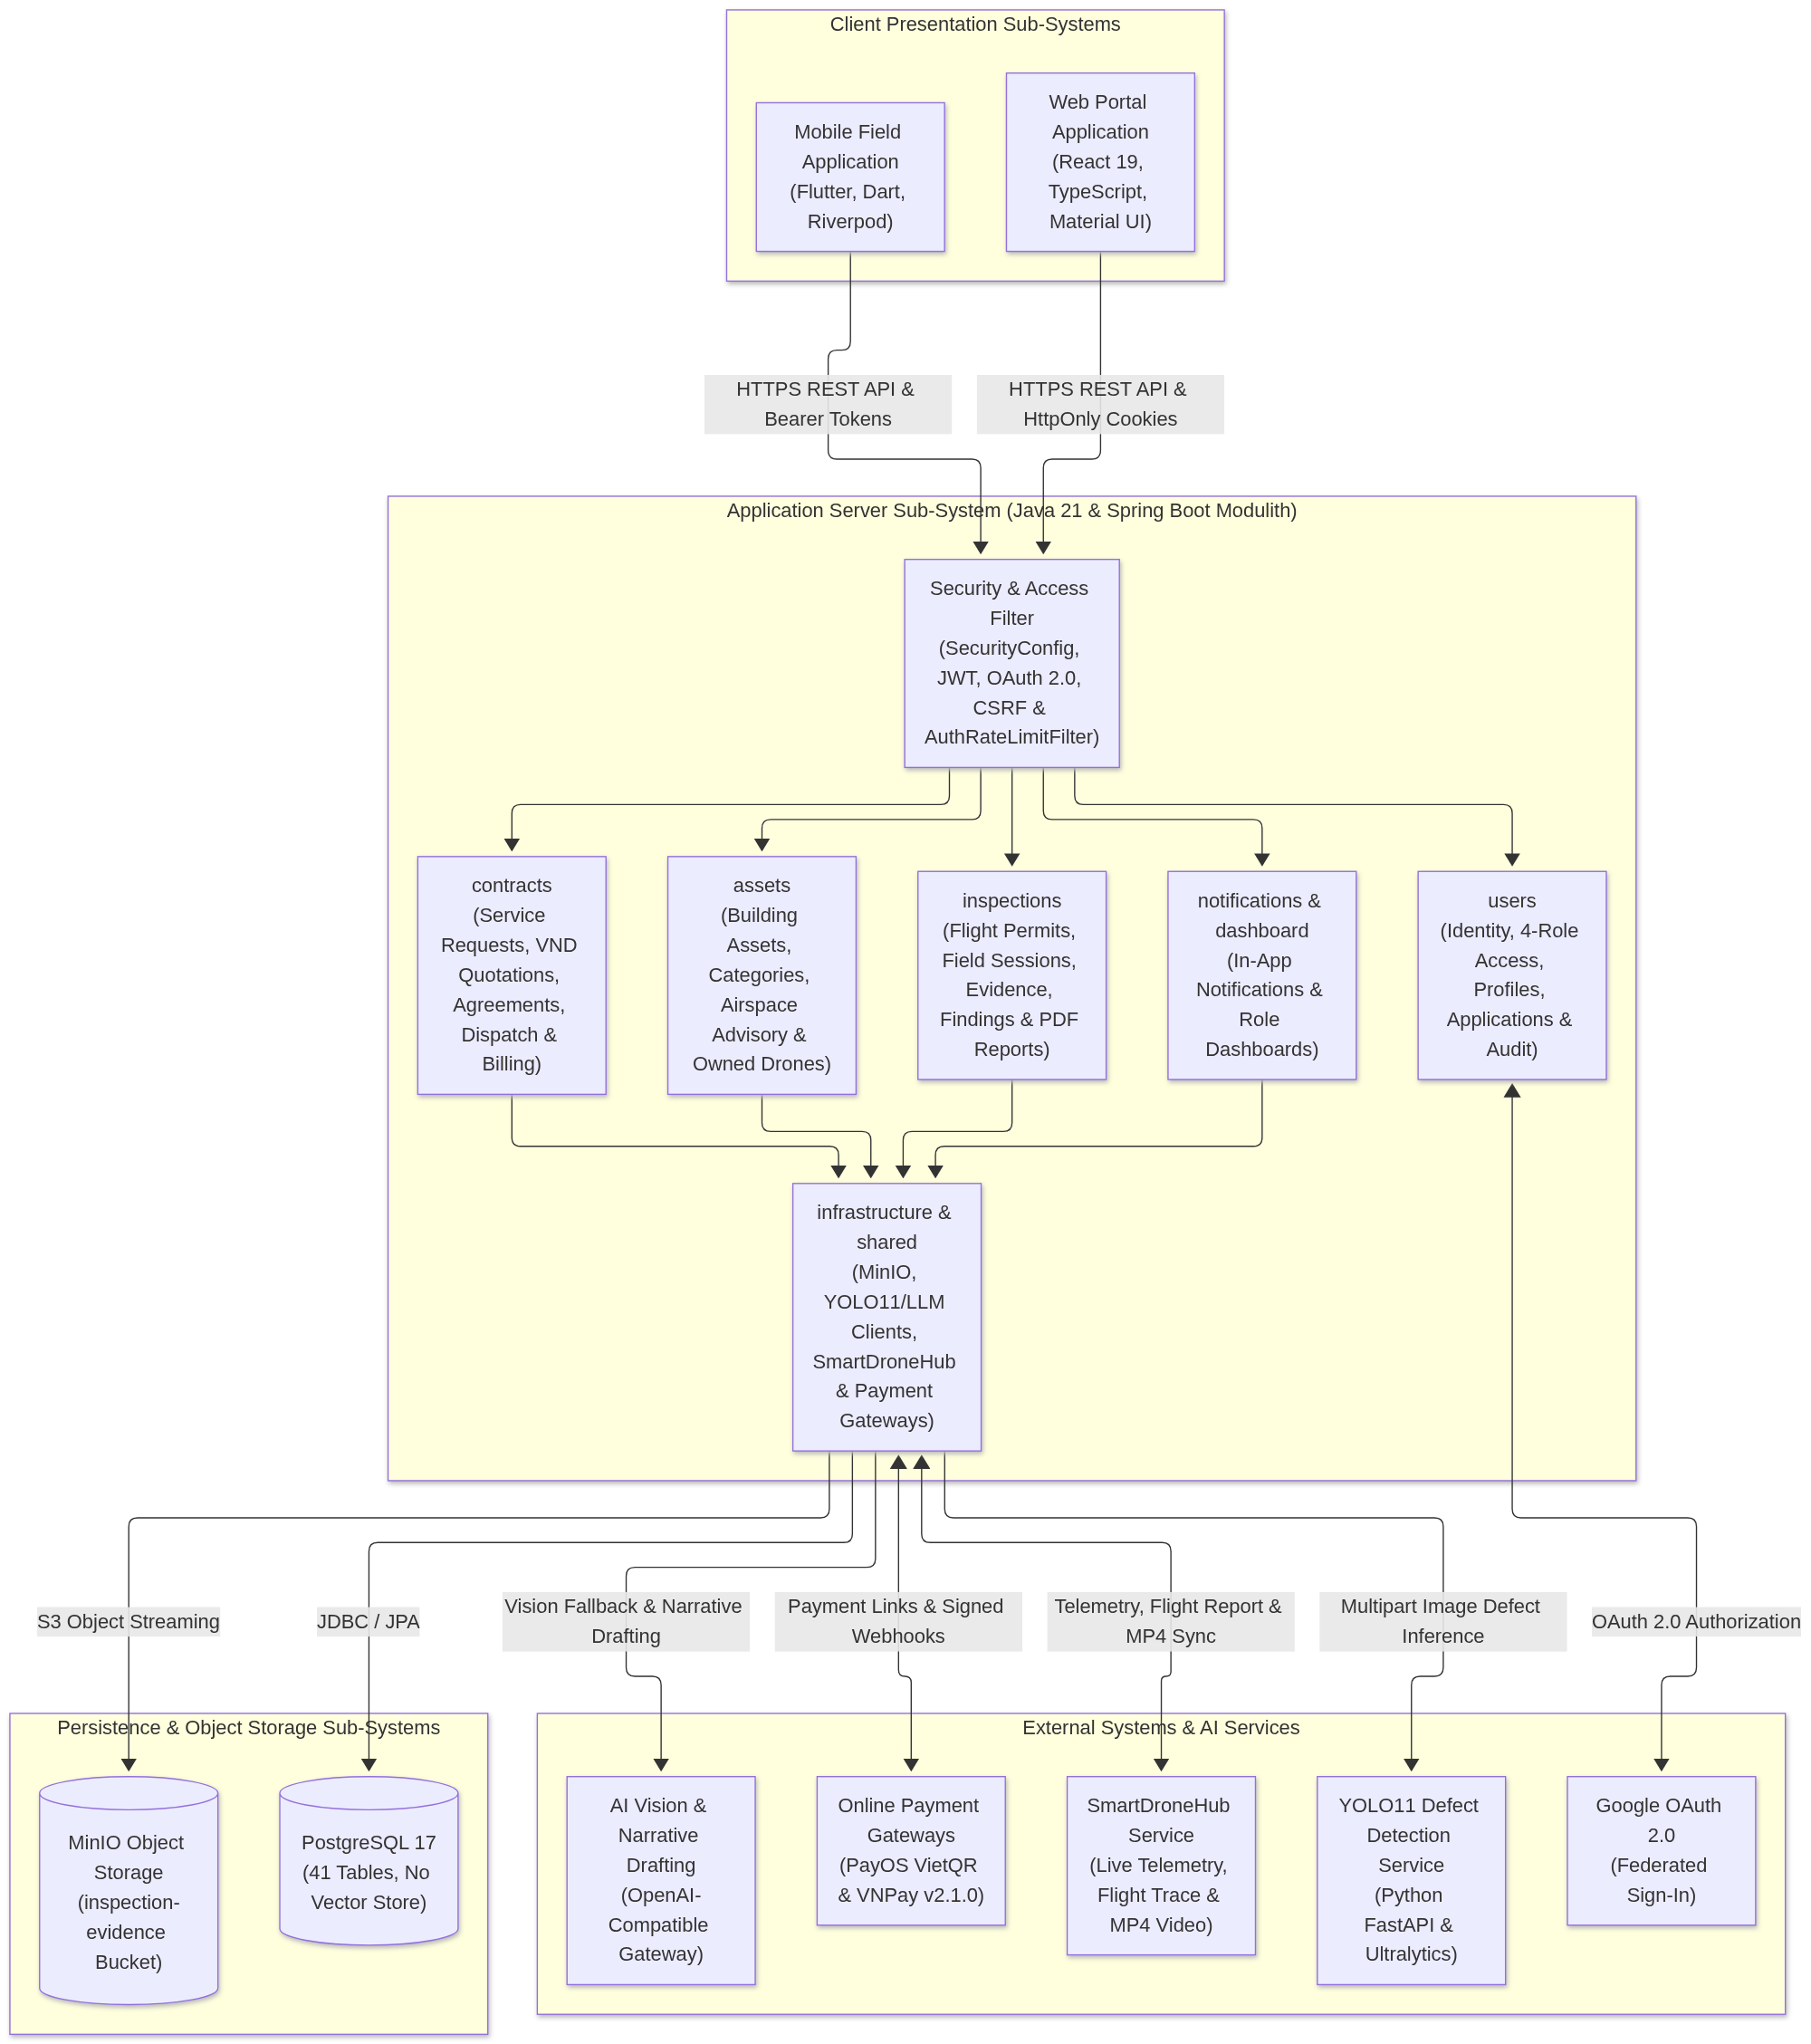 Client Presentation Sub-Systems
Mobile Field
Application
(Flutter, Dart,
Riverpod)
Web Portal
Application
(React 19,
TypeScript,
Material UI)
HTTPS REST API &
Bearer Tokens
HTTPS REST API &
HttpOnly Cookies
Application Server Sub-System (Java 21 & Spring Boot Modulith)
Security & Access
Filter
(SecurityConfig,
JWT, OAuth 2.0,
CSRF &
AuthRateLimitFilter)
contracts
(Service
Requests, VND
Quotations,
Agreements,
Dispatch &
Billing)
assets
(Building
Assets,
Categories,
Airspace
Advisory &
Owned Drones)
inspections
(Flight Permits,
Field Sessions,
Evidence,
Findings & PDF
Reports)
notifications &
dashboard
(In-App
Notifications &
Role
Dashboards)
users
(Identity, 4-Role
Access,
Profiles,
Applications &
Audit)
infrastructure &
shared
(MinIO,
YOLO11/LLM
Clients,
SmartDroneHub
& Payment
Gateways)
S3 Object Streaming
JDBC / JPA
Vision Fallback & Narrative
Drafting
Payment Links & Signed
Webhooks
Telemetry, Flight Report &
MP4 Sync
Multipart Image Defect
Inference
OAuth 2.0 Authorization
Persistence & Object Storage Sub-Systems
MinIO Object
Storage
(inspection-
evidence
Bucket)
PostgreSQL 17
(41 Tables, No
Vector Store)
External Systems & AI Services
AI Vision &
Narrative
Drafting
(OpenAI-
Compatible
Gateway)
Online Payment
Gateways
(PayOS VietQR
& VNPay v2.1.0)
SmartDroneHub
Service
(Live Telemetry,
Flight Trace &
MP4 Video)
YOLO11 Defect
Detection
Service
(Python
FastAPI &
Ultralytics)
Google OAuth
2.0
(Federated
Sign-In)